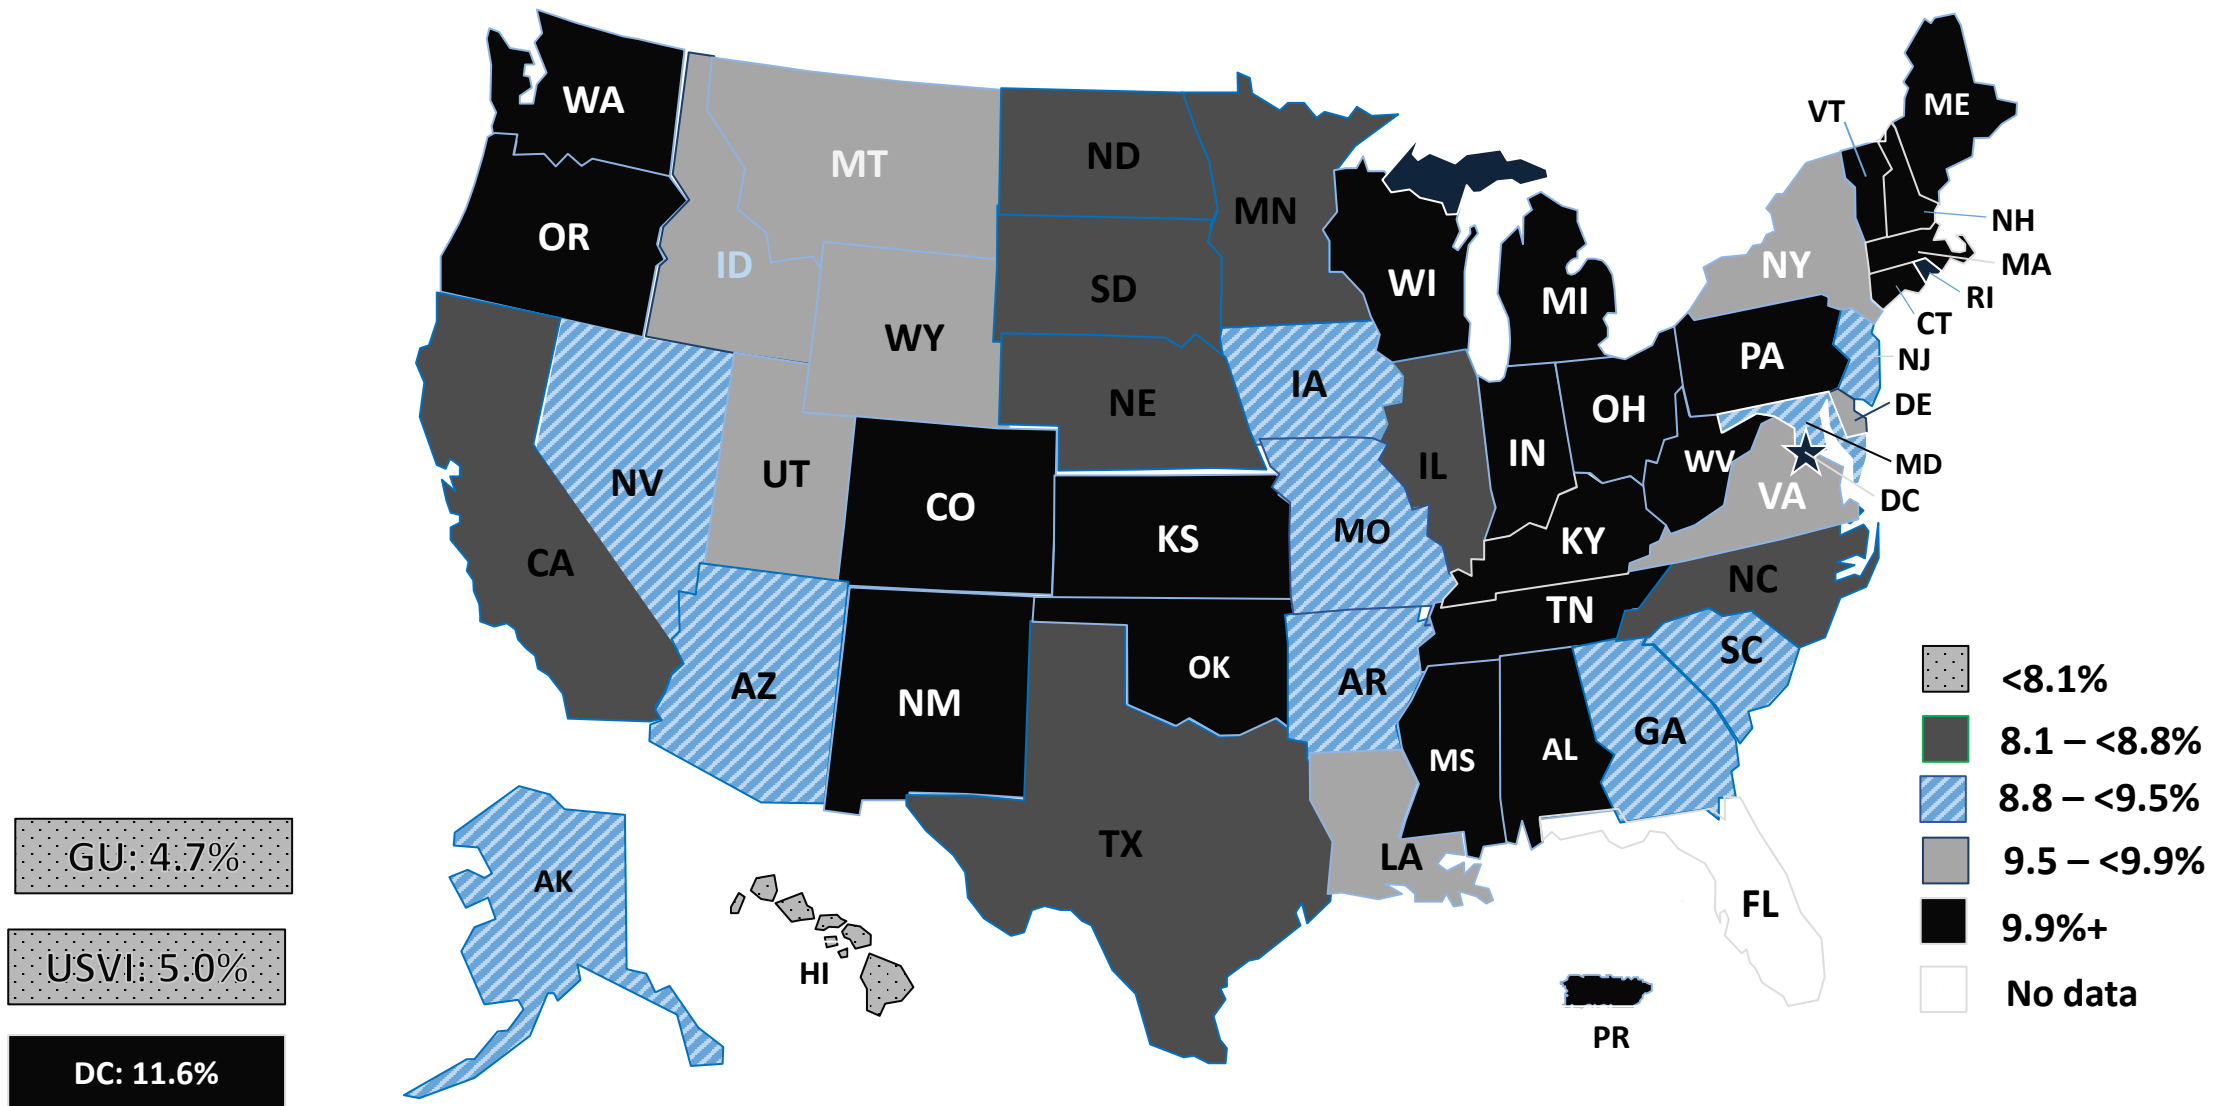 WA
ME
VT
MT
ND
MN
NH
OR
ID
NY
MA
SD
WI
MI
RI
WY
CT
PA
NJ
NE
IA
OH
DE
UT
NV
IL
IN
WV
MD
VA
DC
CO
KS
MO
KY
CA
NC
TN
SC
OK
AZ
AR
NM
GA
MS
AL
TX
LA
FL
AK
HI
PR
GU: 4.7%
USVI: 5.0%
DC: 11.6%
<8.1%
8.1 – <8.8%
8.8 – <9.5%
9.5 – <9.9%
9.9%+
No data